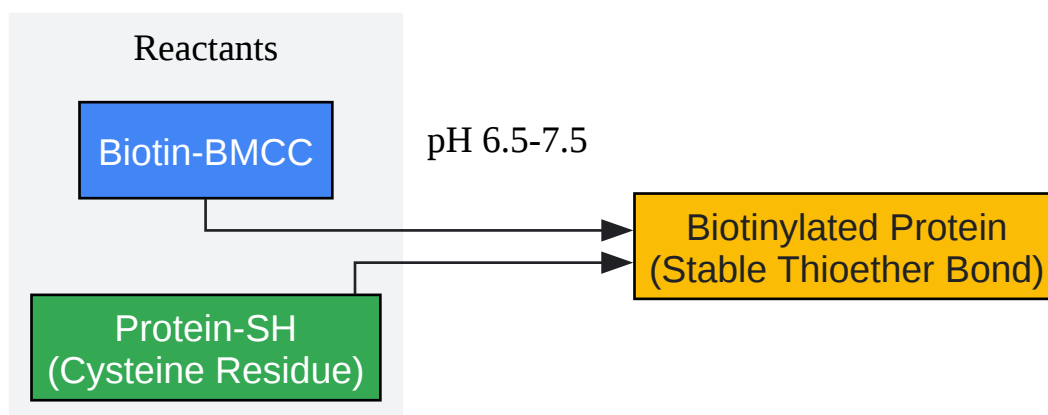 Reactants
Biotin-BMCC
pH 6.5-7.5
Biotinylated Protein
(Stable Thioether Bond)
Protein-SH
(Cysteine Residue)